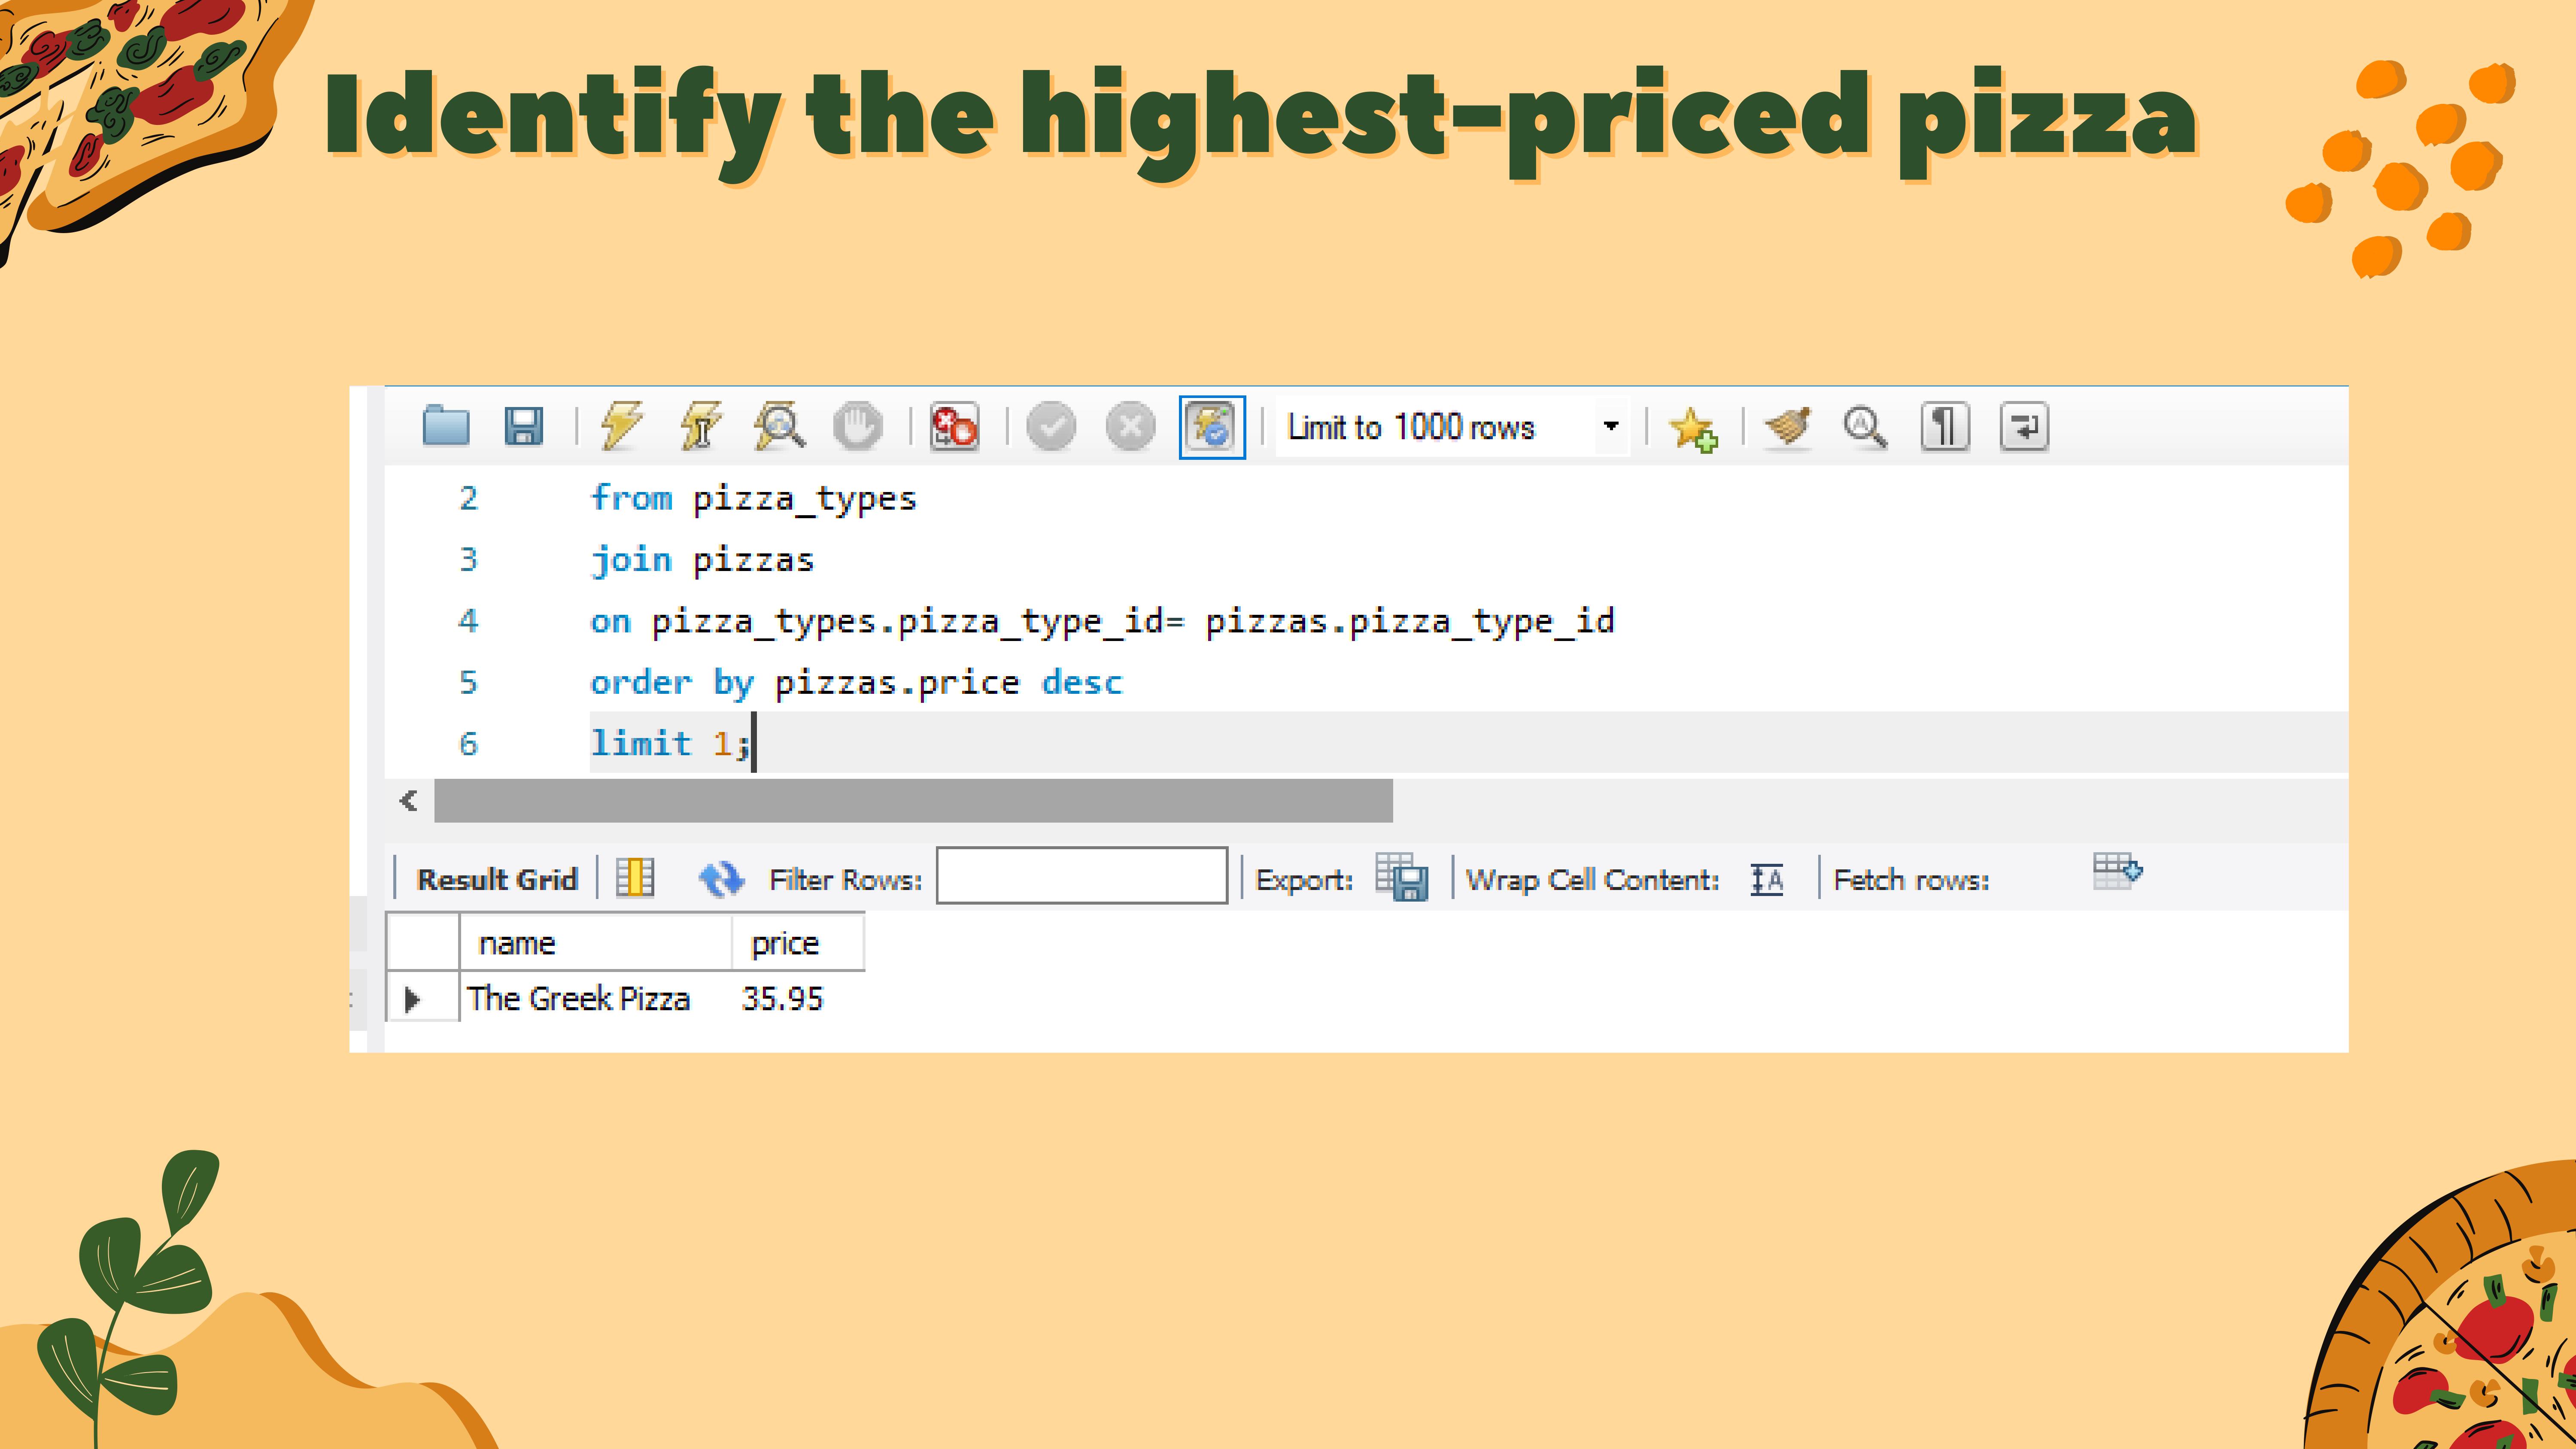 Identify the highest-priced pizza
Limit to 1000 rows
2 from pizza_types
3 join pizzas
4 on pizza_types.pizza_type_id= pizzas.pizza_type_id
5 order by pizzas.price desc
6 limit 1;
Result Grid Filter Rows: Export: Wrap Cell Content: Fetch rows:
name price
The Greek Pizza 35.95